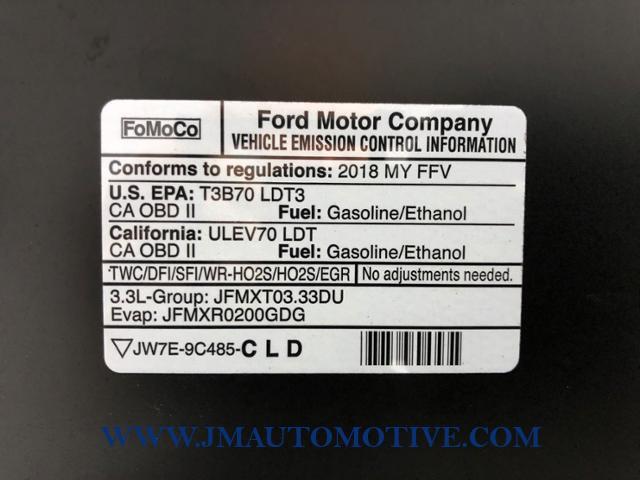 FoMoCo
Ford Motor Company
VEHICLE EMISSION CONTROL INFORMATION
Conforms to regulations: 2018 MY FFV
U.S. EPA: T3B70 LDT3
CA OBD II Fuel: Gasoline/Ethanol
California: ULEV70 LDT
CA OBD II Fuel: Gasoline/Ethanol
TWC/DFI/SFI/WR-HO2S/HO2S/EGR No adjustments needed.
3.3L-Group: JFMXT03.33DU
Evap: JFMXR0200GDG
JW7E-9C485-C L D
WWW.JMAUTOMOTIVE.COM